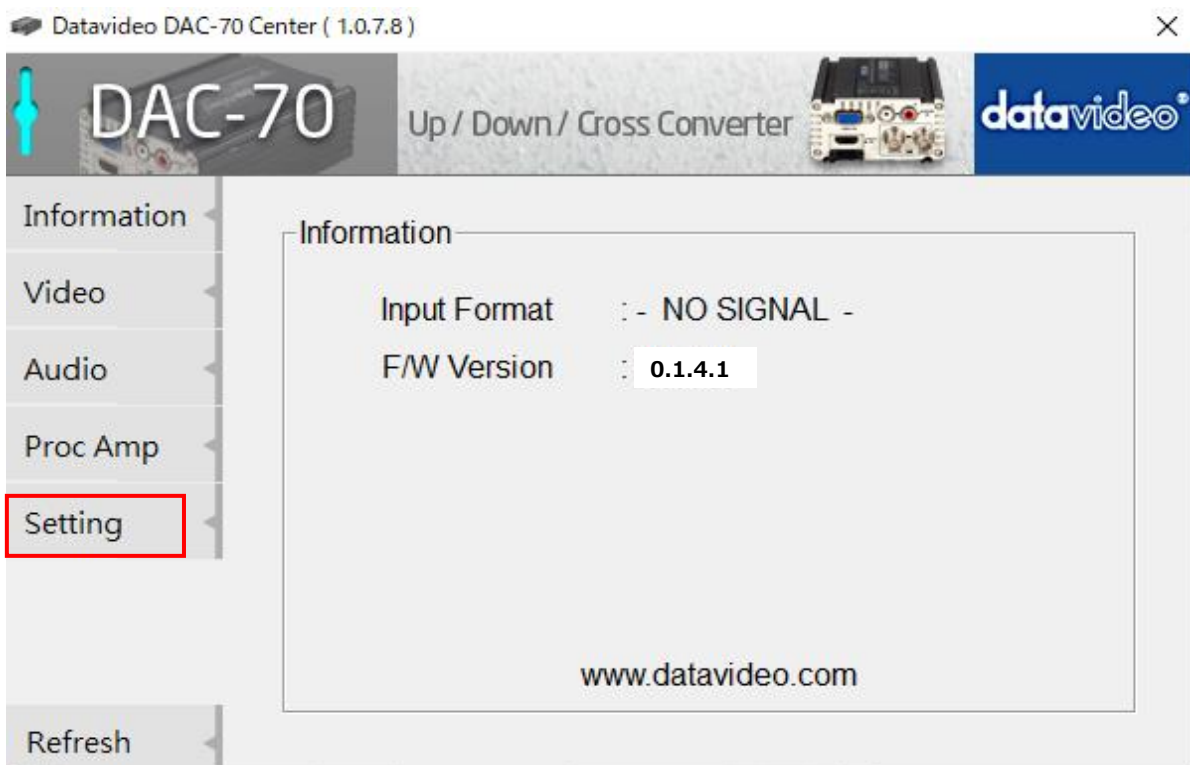 Datavideo DAC-70 Center ( 1.0.7.8 )
DAC-70
Up / Down / Cross Converter
datavideo
Information
Video
Audio
Proc Amp
Setting
Refresh
Information
Input Format : - NO SIGNAL -
F/W Version : 0.1.4.1
www.datavideo.com